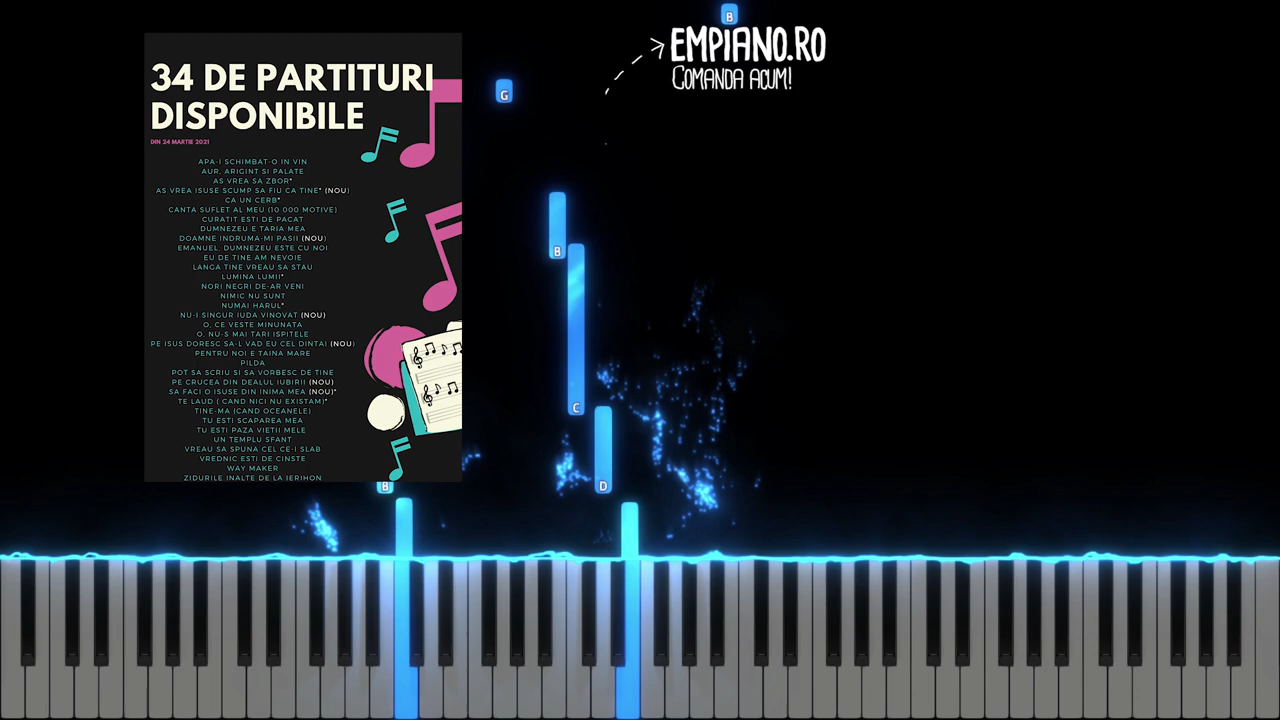 34 DE PARTITURI
DISPONIBILE
DIN 24 MARTIE 2021
APA-I SCHIMBAT-O IN VIN
AUR, ARIGINT SI PALATE
AS VREA SA ZBOR*
AS VREA ISUSE SCUMP SA FIU CA TINE* (NOU)
CA UN CERB*
CANTA SUFLET AL MEU (10 000 MOTIVE)
CURATIT ESTI DE PACAT
DUMNEZEU E TARIA MEA
DOAMNE INDRUMA-MI PASII (NOU)
EMANUEL, DUMNEZEU ESTE CU NOI
EU DE TINE AM NEVOIE
LANGA TINE VREAU SA STAU
LUMINA LUMII*
NORI NEGRI DE-AR VENI
NIMIC NU SUNT
NUMAI HARUL*
NU-I SINGUR IUDA VINOVAT (NOU)
O, CE VESTE MINUNATA
O, NU-S MAI TARI ISPITELE
PE ISUS DORESC SA-L VAD EU CEL DINTAI (NOU)
PENTRU NOI E TAINA MARE
PILDA
POT SA SCRIU SI SA VORBESC DE TINE
PE CRUCEA DIN DEALUL IUBIRII (NOU)
SA FACI O ISUSE DIN INIMA MEA (NOU)*
TE LAUD ( CAND NICI NU EXISTAM)*
TINE-MA (CAND OCEANELE)
TU ESTI SCAPAREA MEA
TU ESTI PAZA VIETII MELE
UN TEMPLU SFANT
VREAU SA SPUNA CEL CE-I SLAB
VREDNIC ESTI DE CINSTE
WAY MAKER
ZIDURILE INALTE DE LA IERIHON
EMPIANO.RO
COMANDA ACUM!
B
G
B
C
D
B